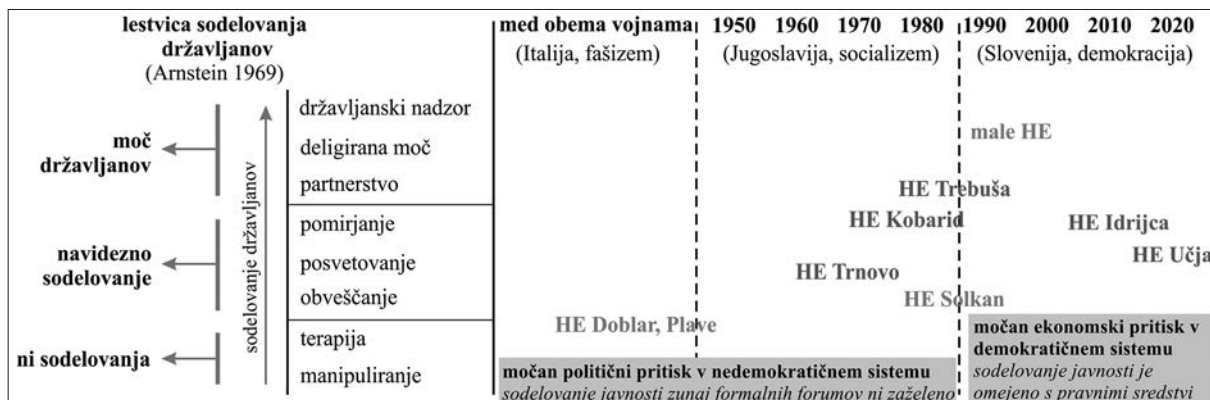 lestvica sodelovanja
državljanov
(Arnstein 1969)
med obema vojnama
(Italija, fašizem)
1950 1960 1970 1980
(Jugoslavija, socializem)
1990 2000 2010 2020
(Slovenija, demokracija)
moč
državljanov
navidezno
sodelovanje
ni sodelovanja
sodelovanje državljanov
državljanski nadzor
deligirana moč
partnerstvo
pomirjanje
posvetovanje
obveščanje
terapija
manipuliranje
male HE
HE Trebuša
HE Kobarid
HE Idrijca
HE Učja
HE Trnovo
HE Solkan
HE Doblar, Plave
močan politični pritisk v nedemokratičnem sistemu
sodelovanje javnosti zunaj formalnih forumov ni zaželeno
močan ekonomski pritisk v
demokratičnem sistemu
sodelovanje javnosti je
omejeno s pravnimi sredstvi